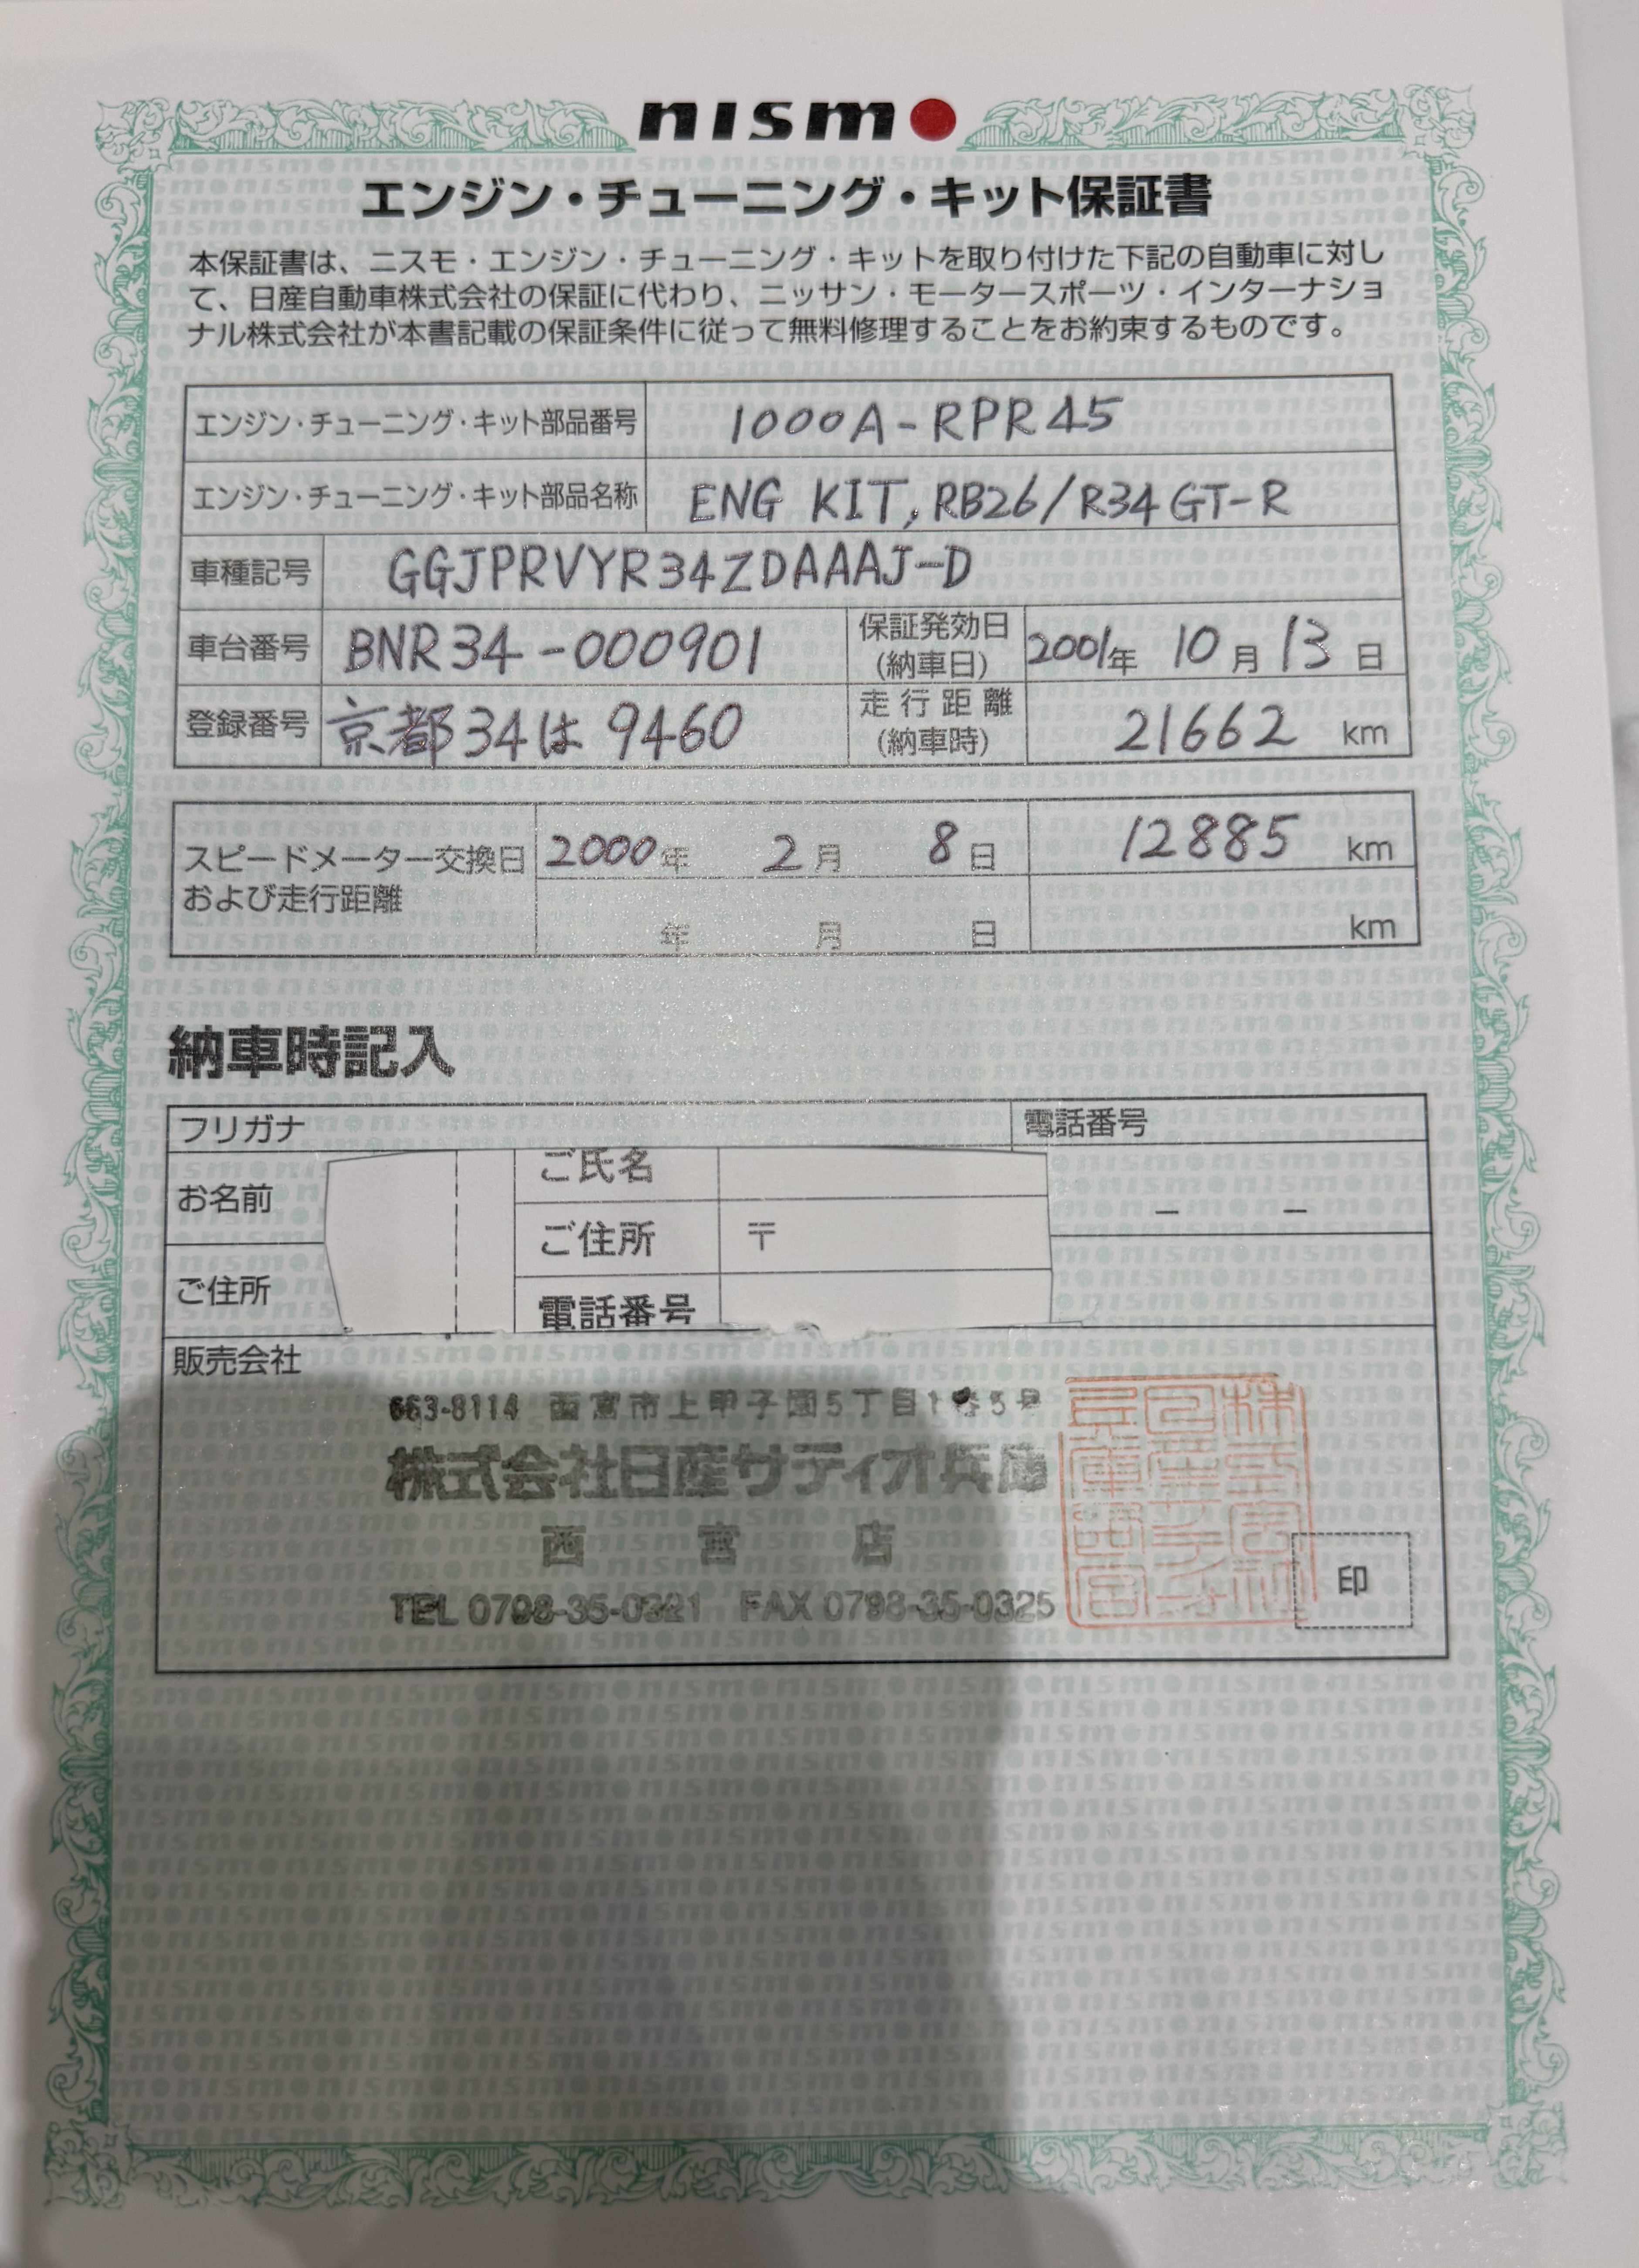 nismo
エンジン・チューニング・キット保証書
本保証書は、ニスモ・エンジン・チューニング・キットを取り付けた下記の自動車に対し
て、日産自動車株式会社の保証に代わり、ニッサン・モータースポーツ・インターナショ
ナル株式会社が本書記載の保証条件に従って無料修理することをお約束するものです。
エンジン・チューニング・キット部品番号 1000A-RPR45
エンジン・チューニング・キット部品名称 ENG KIT, RB26/R34 GT-R
車種記号 GGJPRVYR34ZDAAAJ-D
車台番号 BNR34-000901 保証発効日 (納車日) 2001年 10月 13日
登録番号 京都34は 9460 走行距離 (納車時) 21662 km
スピードメーター交換日 2000年 2月 8日 12885 km
および走行距離 年 月 日 km
納車時記入
フリガナ 電話番号
お名前 ご氏名 － －
ご住所 ご住所 〒
電話番号
販売会社
663-8114 西宮市上甲子園5丁目1番5号
株式会社日産サティオ兵庫
西宮店
TEL 0798-35-0321 FAX 0798-35-0325
印